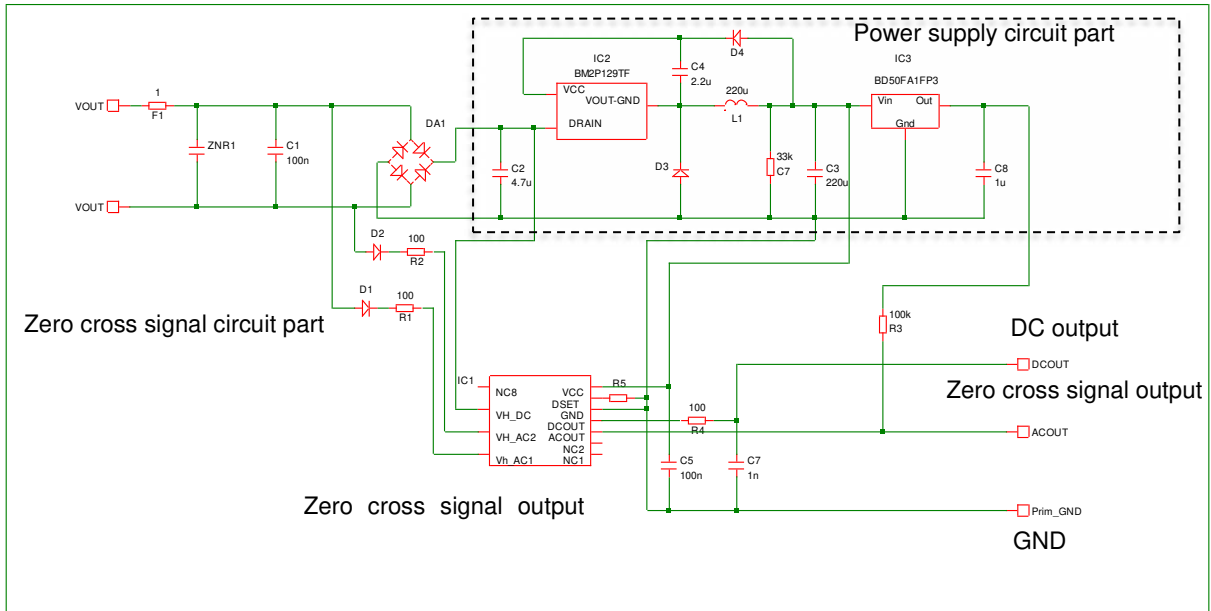 Power supply circuit part
IC2
BM2P129TF
VCC
VOUT-GND
DRAIN
C4
2.2u
D4
220u
L1
IC3
BD50FA1FP3
Vin
Out
Gnd
VOUT
1
F1
ZNR1
C1
100n
DA1
C2
4.7u
D3
33k
C7
C3
220u
C8
1u
VOUT
D2
100
R2
D1
100
R1
Zero cross signal circuit part
100k
R3
DC output
DCOUT
Zero cross signal output
ACOUT
IC1
NC8
VH_DC
VH_AC2
Vh_AC1
VCC
DSET
GND
DCOUT
ACOUT
NC2
NC1
R5
100
R4
C5
100n
C7
1n
Zero cross signal output
Prim_GND
GND